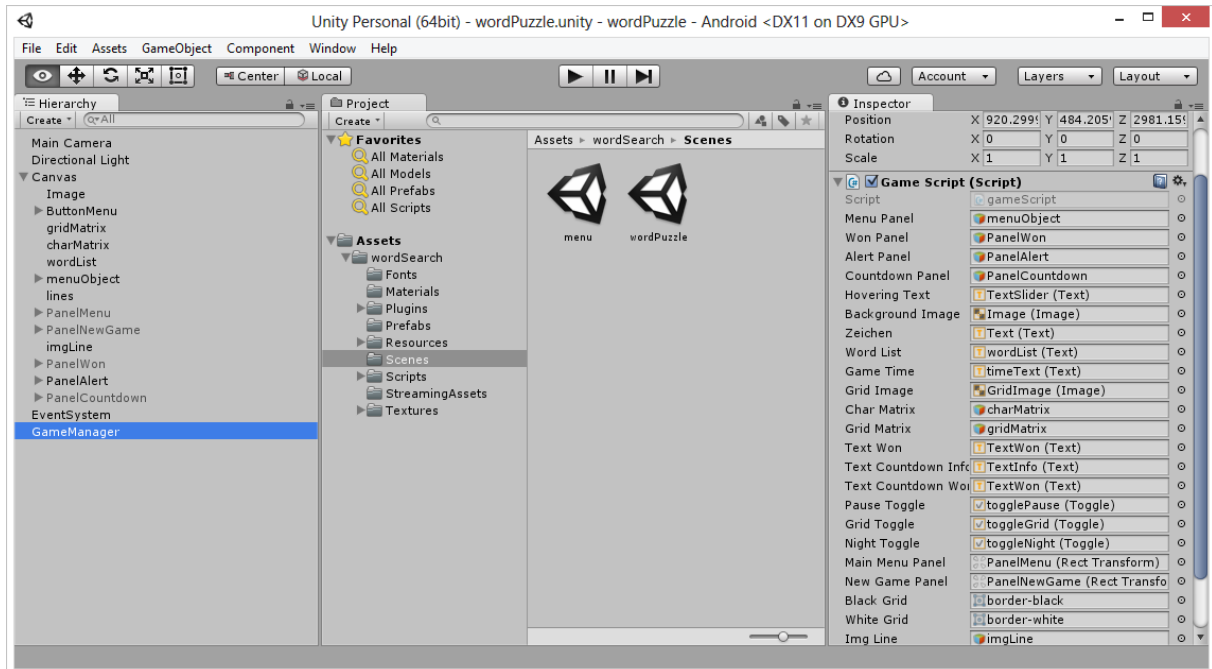 Unity Personal (64bit) - wordPuzzle.unity - wordPuzzle - Android <DX11 on DX9 GPU>
File Edit Assets GameObject Component Window Help
Center Local Account Layers Layout
Hierarchy
Create All
Main Camera
Directional Light
Canvas
Image
ButtonMenu
gridMatrix
charMatrix
wordList
menuObject
lines
PanelMenu
PanelNewGame
imgLine
PanelWon
PanelAlert
PanelCountdown
EventSystem
GameManager
Project
Create
Favorites
All Materials
All Models
All Prefabs
All Scripts
Assets
wordSearch
Fonts
Materials
Plugins
Prefabs
Resources
Scenes
Scripts
StreamingAssets
Textures
Assets wordSearch Scenes
menu wordPuzzle
Inspector
Position X 920.299 Y 484.205 Z 2981.15
Rotation X 0 Y 0 Z 0
Scale X 1 Y 1 Z 1
Game Script (Script)
Script gameScript
Menu Panel menuObject
Won Panel PanelWon
Alert Panel PanelAlert
Countdown Panel PanelCountdown
Hovering Text TextSlider (Text)
Background Image Image (Image)
Zeichen Text (Text)
Word List wordList (Text)
Game Time timeText (Text)
Grid Image GridImage (Image)
Char Matrix charMatrix
Grid Matrix gridMatrix
Text Won TextWon (Text)
Text Countdown Info TextInfo (Text)
Text Countdown Wo TextWon (Text)
Pause Toggle togglePause (Toggle)
Grid Toggle toggleGrid (Toggle)
Night Toggle toggleNight (Toggle)
Main Menu Panel PanelMenu (Rect Transform)
New Game Panel PanelNewGame (Rect Transfo
Black Grid border-black
White Grid border-white
Img Line imgLine